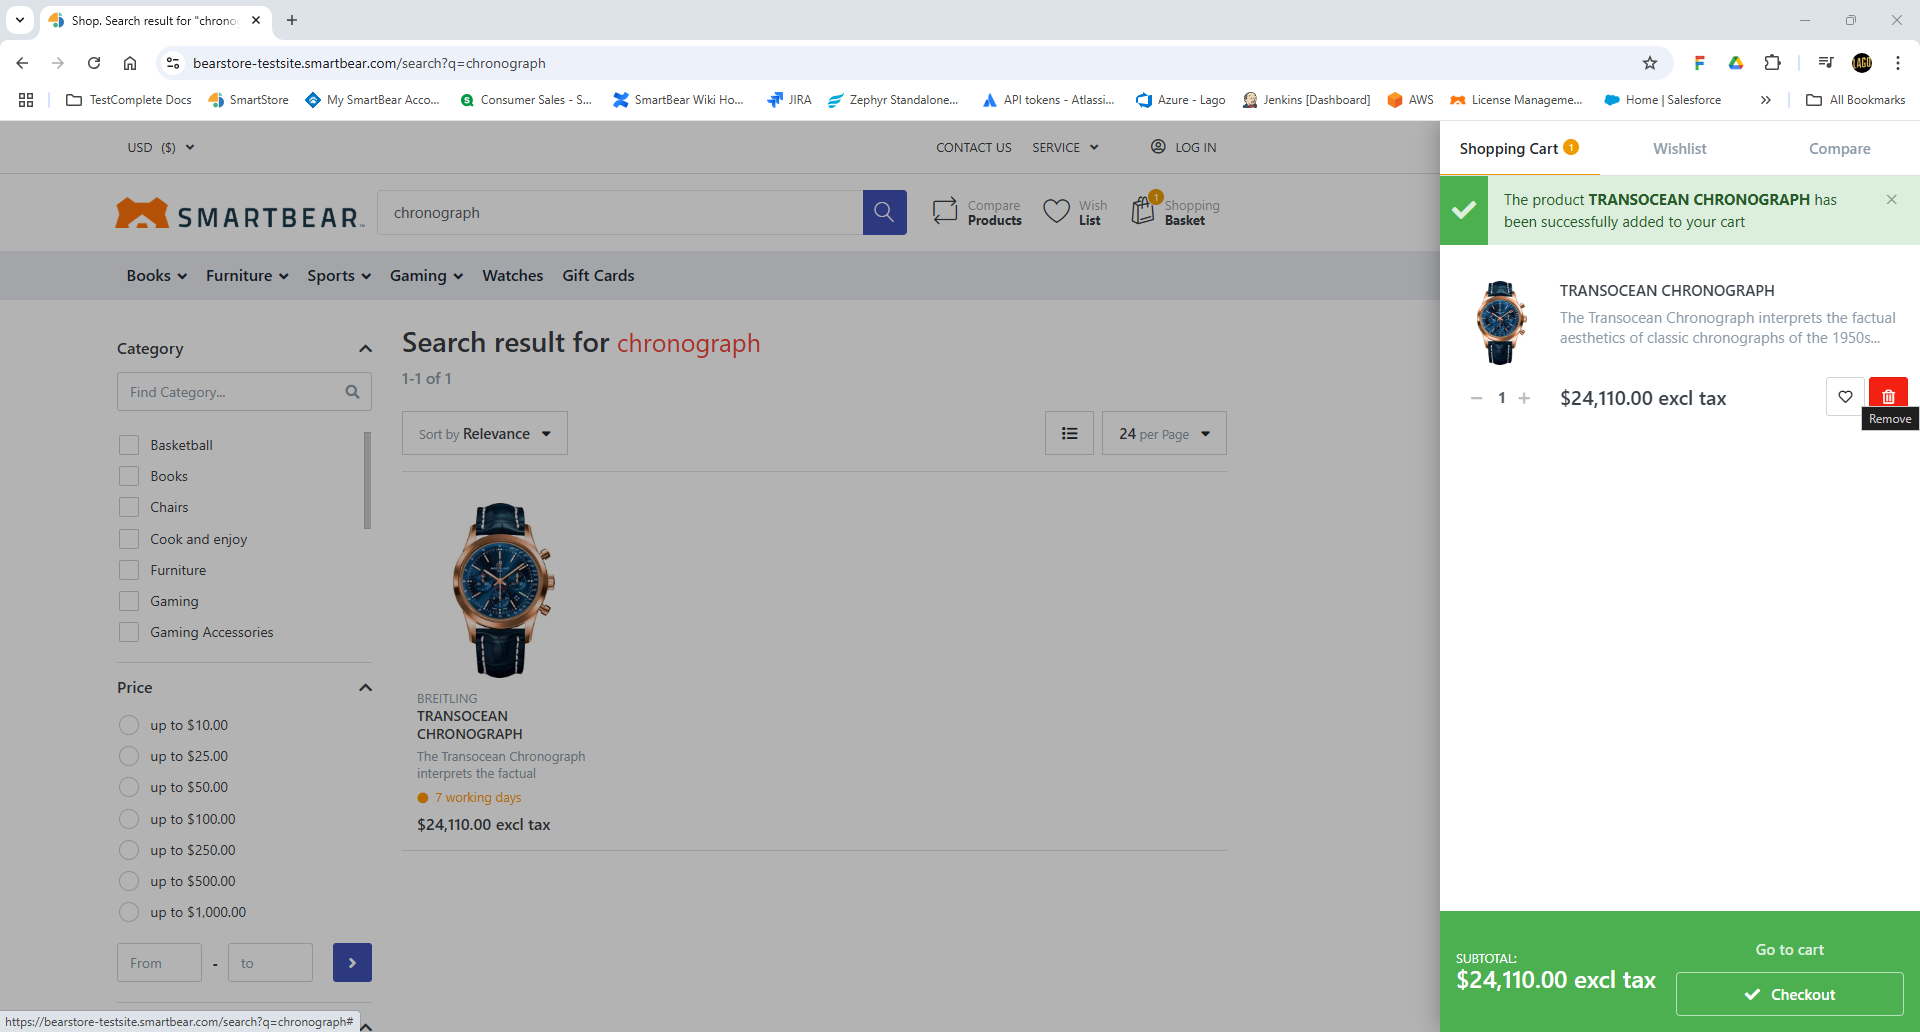 Shop. Search result for "chrono
bearstore-testsite.smartbear.com/search?q=chronograph
TestComplete Docs
SmartStore
My SmartBear Acco...
Consumer Sales - S...
SmartBear Wiki Ho...
JIRA
Zephyr Standalone...
API tokens - Atlassi...
Azure - Lago
Jenkins [Dashboard]
AWS
License Manageme...
Home | Salesforce
All Bookmarks
USD ($)
CONTACT US
SERVICE
LOG IN
SMARTBEAR
chronograph
Compare
Products
Wish
List
1
Shopping
Basket
Books
Furniture
Sports
Gaming
Watches
Gift Cards
Category
Find Category...
Basketball
Books
Chairs
Cook and enjoy
Furniture
Gaming
Gaming Accessories
Price
up to $10.00
up to $25.00
up to $50.00
up to $100.00
up to $250.00
up to $500.00
up to $1,000.00
From
-
to
Search result for chronograph
1-1 of 1
Sort by Relevance
24 per Page
BREITLING
TRANSOCEAN
CHRONOGRAPH
The Transocean Chronograph
interprets the factual
7 working days
$24,110.00 excl tax
Shopping Cart 1
Wishlist
Compare
The product TRANSOCEAN CHRONOGRAPH has
been successfully added to your cart
TRANSOCEAN CHRONOGRAPH
The Transocean Chronograph interprets the factual
aesthetics of classic chronographs of the 1950s...
1
$24,110.00 excl tax
Remove
SUBTOTAL:
$24,110.00 excl tax
Go to cart
Checkout
https://bearstore-testsite.smartbear.com/search?q=chronograph#